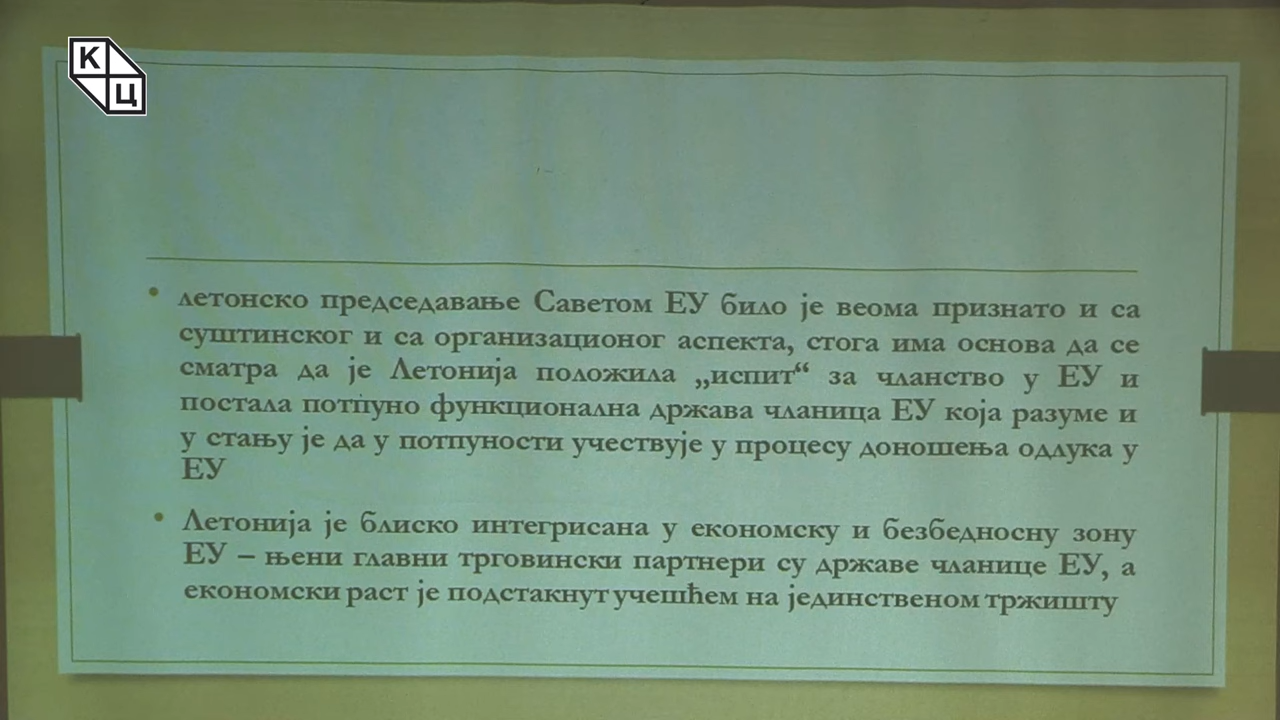 К
Ц
летонско председавање Саветом ЕУ било је веома признато и са
суштинског и са организационог аспекта, стога има основа да се
сматра да је Летонија положила „испит“ за чланство у ЕУ и
постала потпуно функционална држава чланица ЕУ која разуме и
у стању је да у потпуности учествује у процесу доношења одлука у
ЕУ
Летонија је блиско интегрисана у економску и безбедносну зону
ЕУ – њени главни трговински партнери су државе чланице ЕУ, а
економски раст је подстакнут учешћем на јединственом тржишту